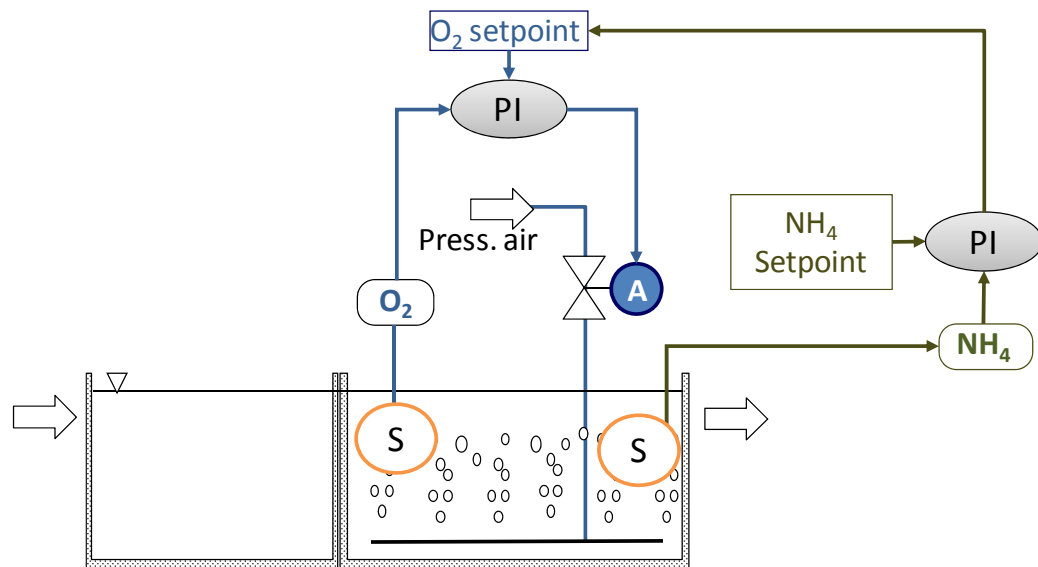 O₂ setpoint
PI
Press. air
NH₄
Setpoint
PI
O₂
A
NH₄
S
S